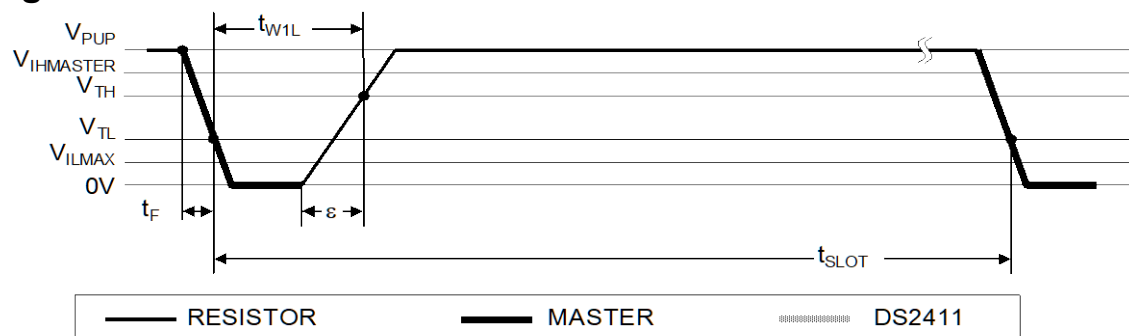 t_W1L
V_PUP
V_IHMASTER
V_TH
V_TL
V_ILMAX
0V
t_F
ε
t_SLOT
RESISTOR MASTER DS2411